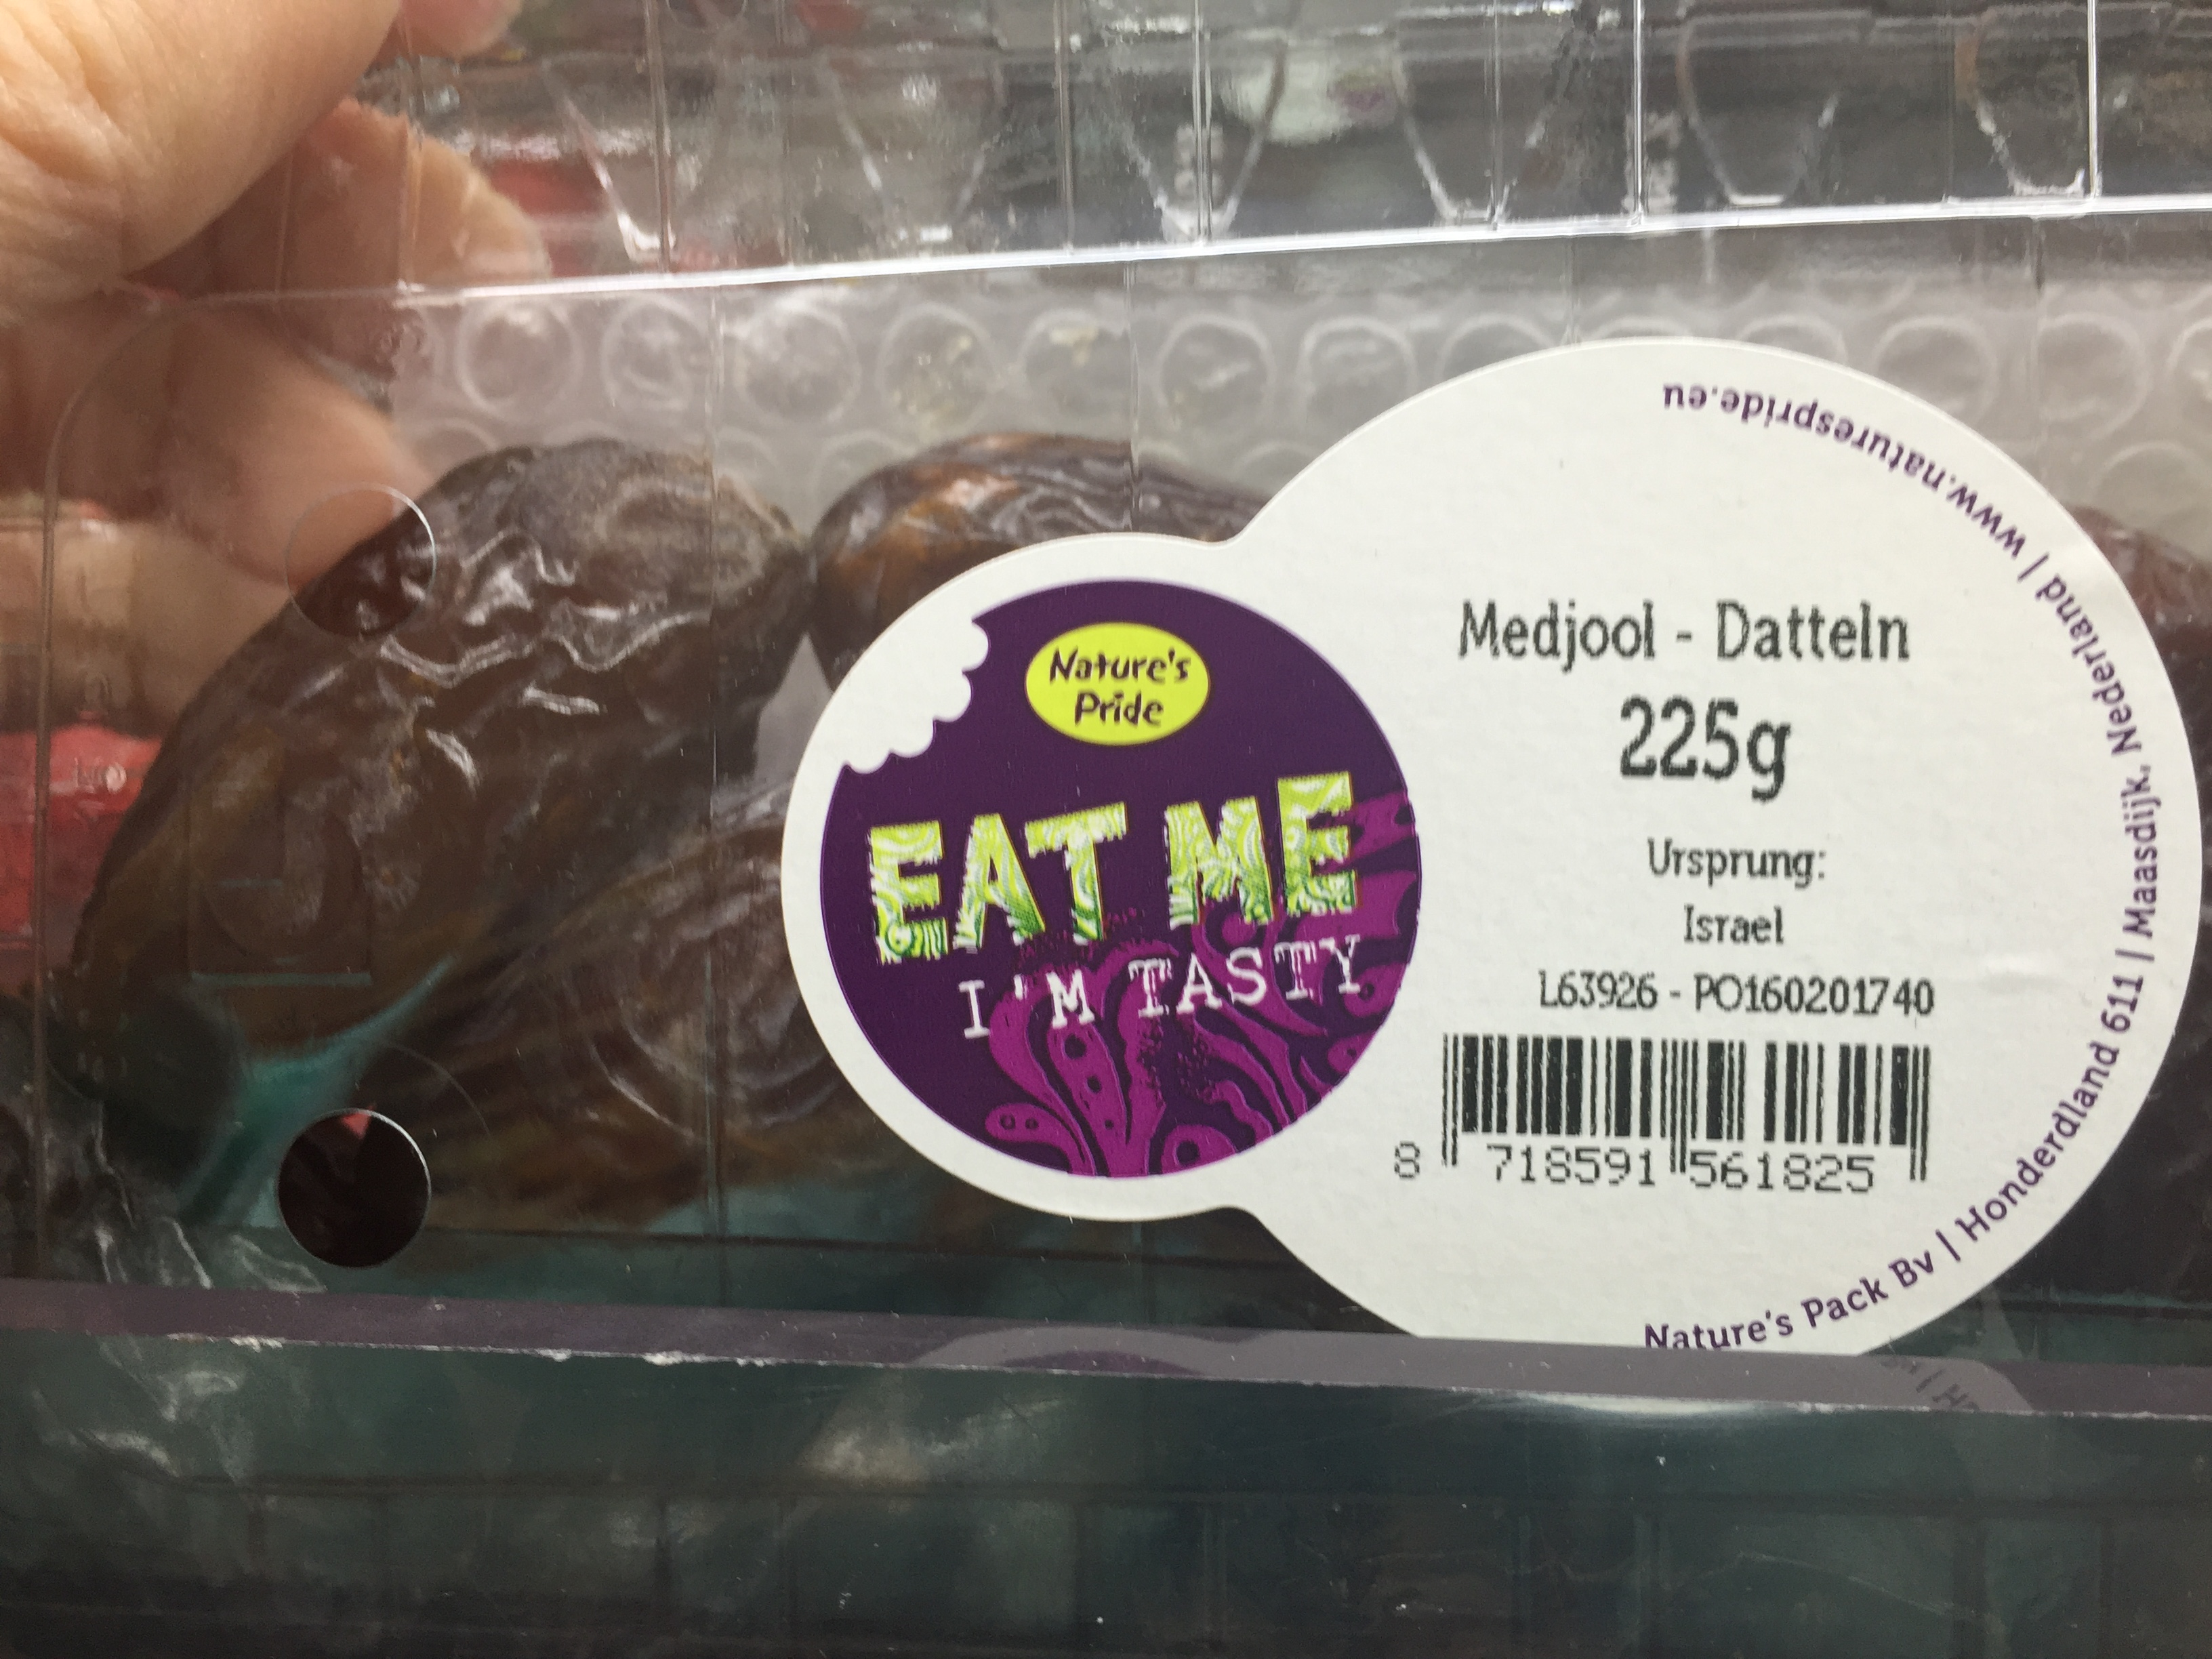 Nature's
Pride
EAT ME
I'M TASTY
Medjool - Datteln
225g
Ursprung:
Israel
L63926 - PO160201740
8 718591 561825
Nature's Pack Bv | Honderdland 611 | Maasdijk, Nederland | www.naturespride.eu